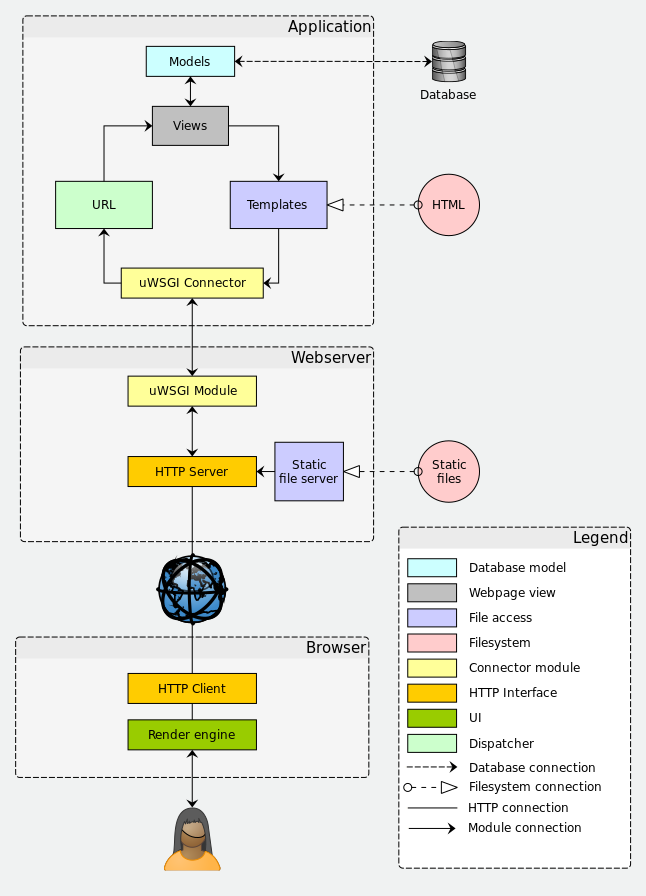 Application
Models
Database
Views
URL
Templates
HTML
uWSGI Connector
Webserver
uWSGI Module
HTTP Server
Static
file server
Static
files
Browser
HTTP Client
Render engine
Legend
Database model
Webpage view
File access
Filesystem
Connector module
HTTP Interface
UI
Dispatcher
Database connection
Filesystem connection
HTTP connection
Module connection